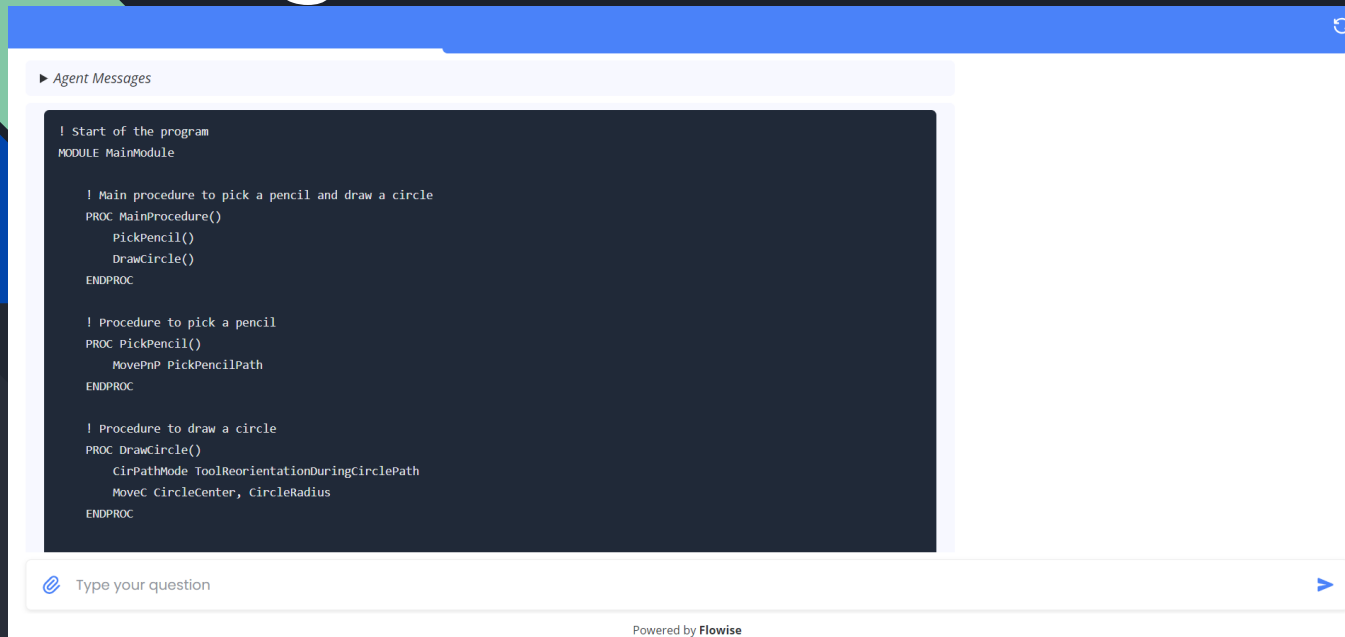 Agent Messages
! Start of the program
MODULE MainModule
! Main procedure to pick a pencil and draw a circle
PROC MainProcedure()
PickPencil()
DrawCircle()
ENDPROC
! Procedure to pick a pencil
PROC PickPencil()
MovePnP PickPencilPath
ENDPROC
! Procedure to draw a circle
PROC DrawCircle()
CirPathMode ToolReorientationDuringCirclePath
MoveC CircleCenter, CircleRadius
ENDPROC
Type your question
Powered by Flowise